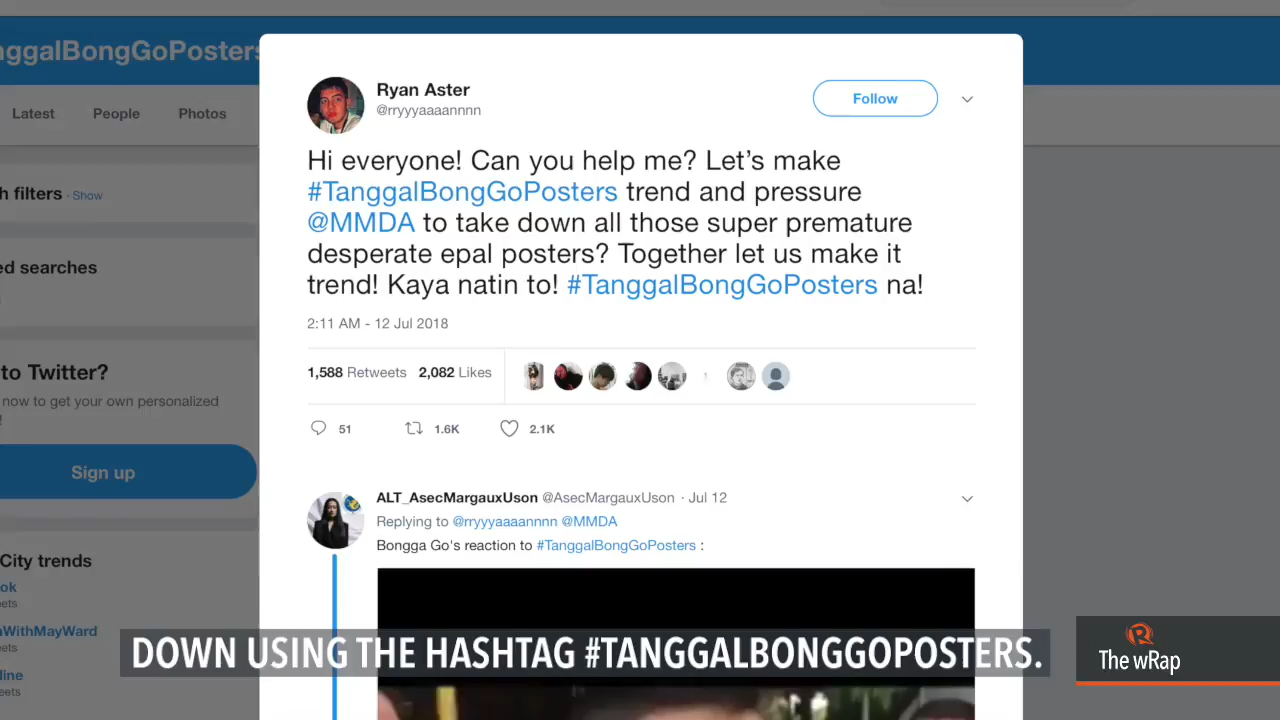 nggalBongGoPosters
Latest People Photos
h filters · Show
ed searches
to Twitter?
now to get your own personalized
!
Sign up
City trends
ok
ets
nWithMayWard
ets
line
eets
Ryan Aster
@rryyyaaaannnn
Follow
Hi everyone! Can you help me? Let’s make
#TanggalBongGoPosters trend and pressure
@MMDA to take down all those super premature
desperate epal posters? Together let us make it
trend! Kaya natin to! #TanggalBongGoPosters na!
2:11 AM - 12 Jul 2018
1,588 Retweets 2,082 Likes
51 1.6K 2.1K
ALT_AsecMargauxUson @AsecMargauxUson · Jul 12
Replying to @rryyyaaaannnn @MMDA
Bongga Go's reaction to #TanggalBongGoPosters :
DOWN USING THE HASHTAG #TANGGALBONGGOPOSTERS.
The wRap